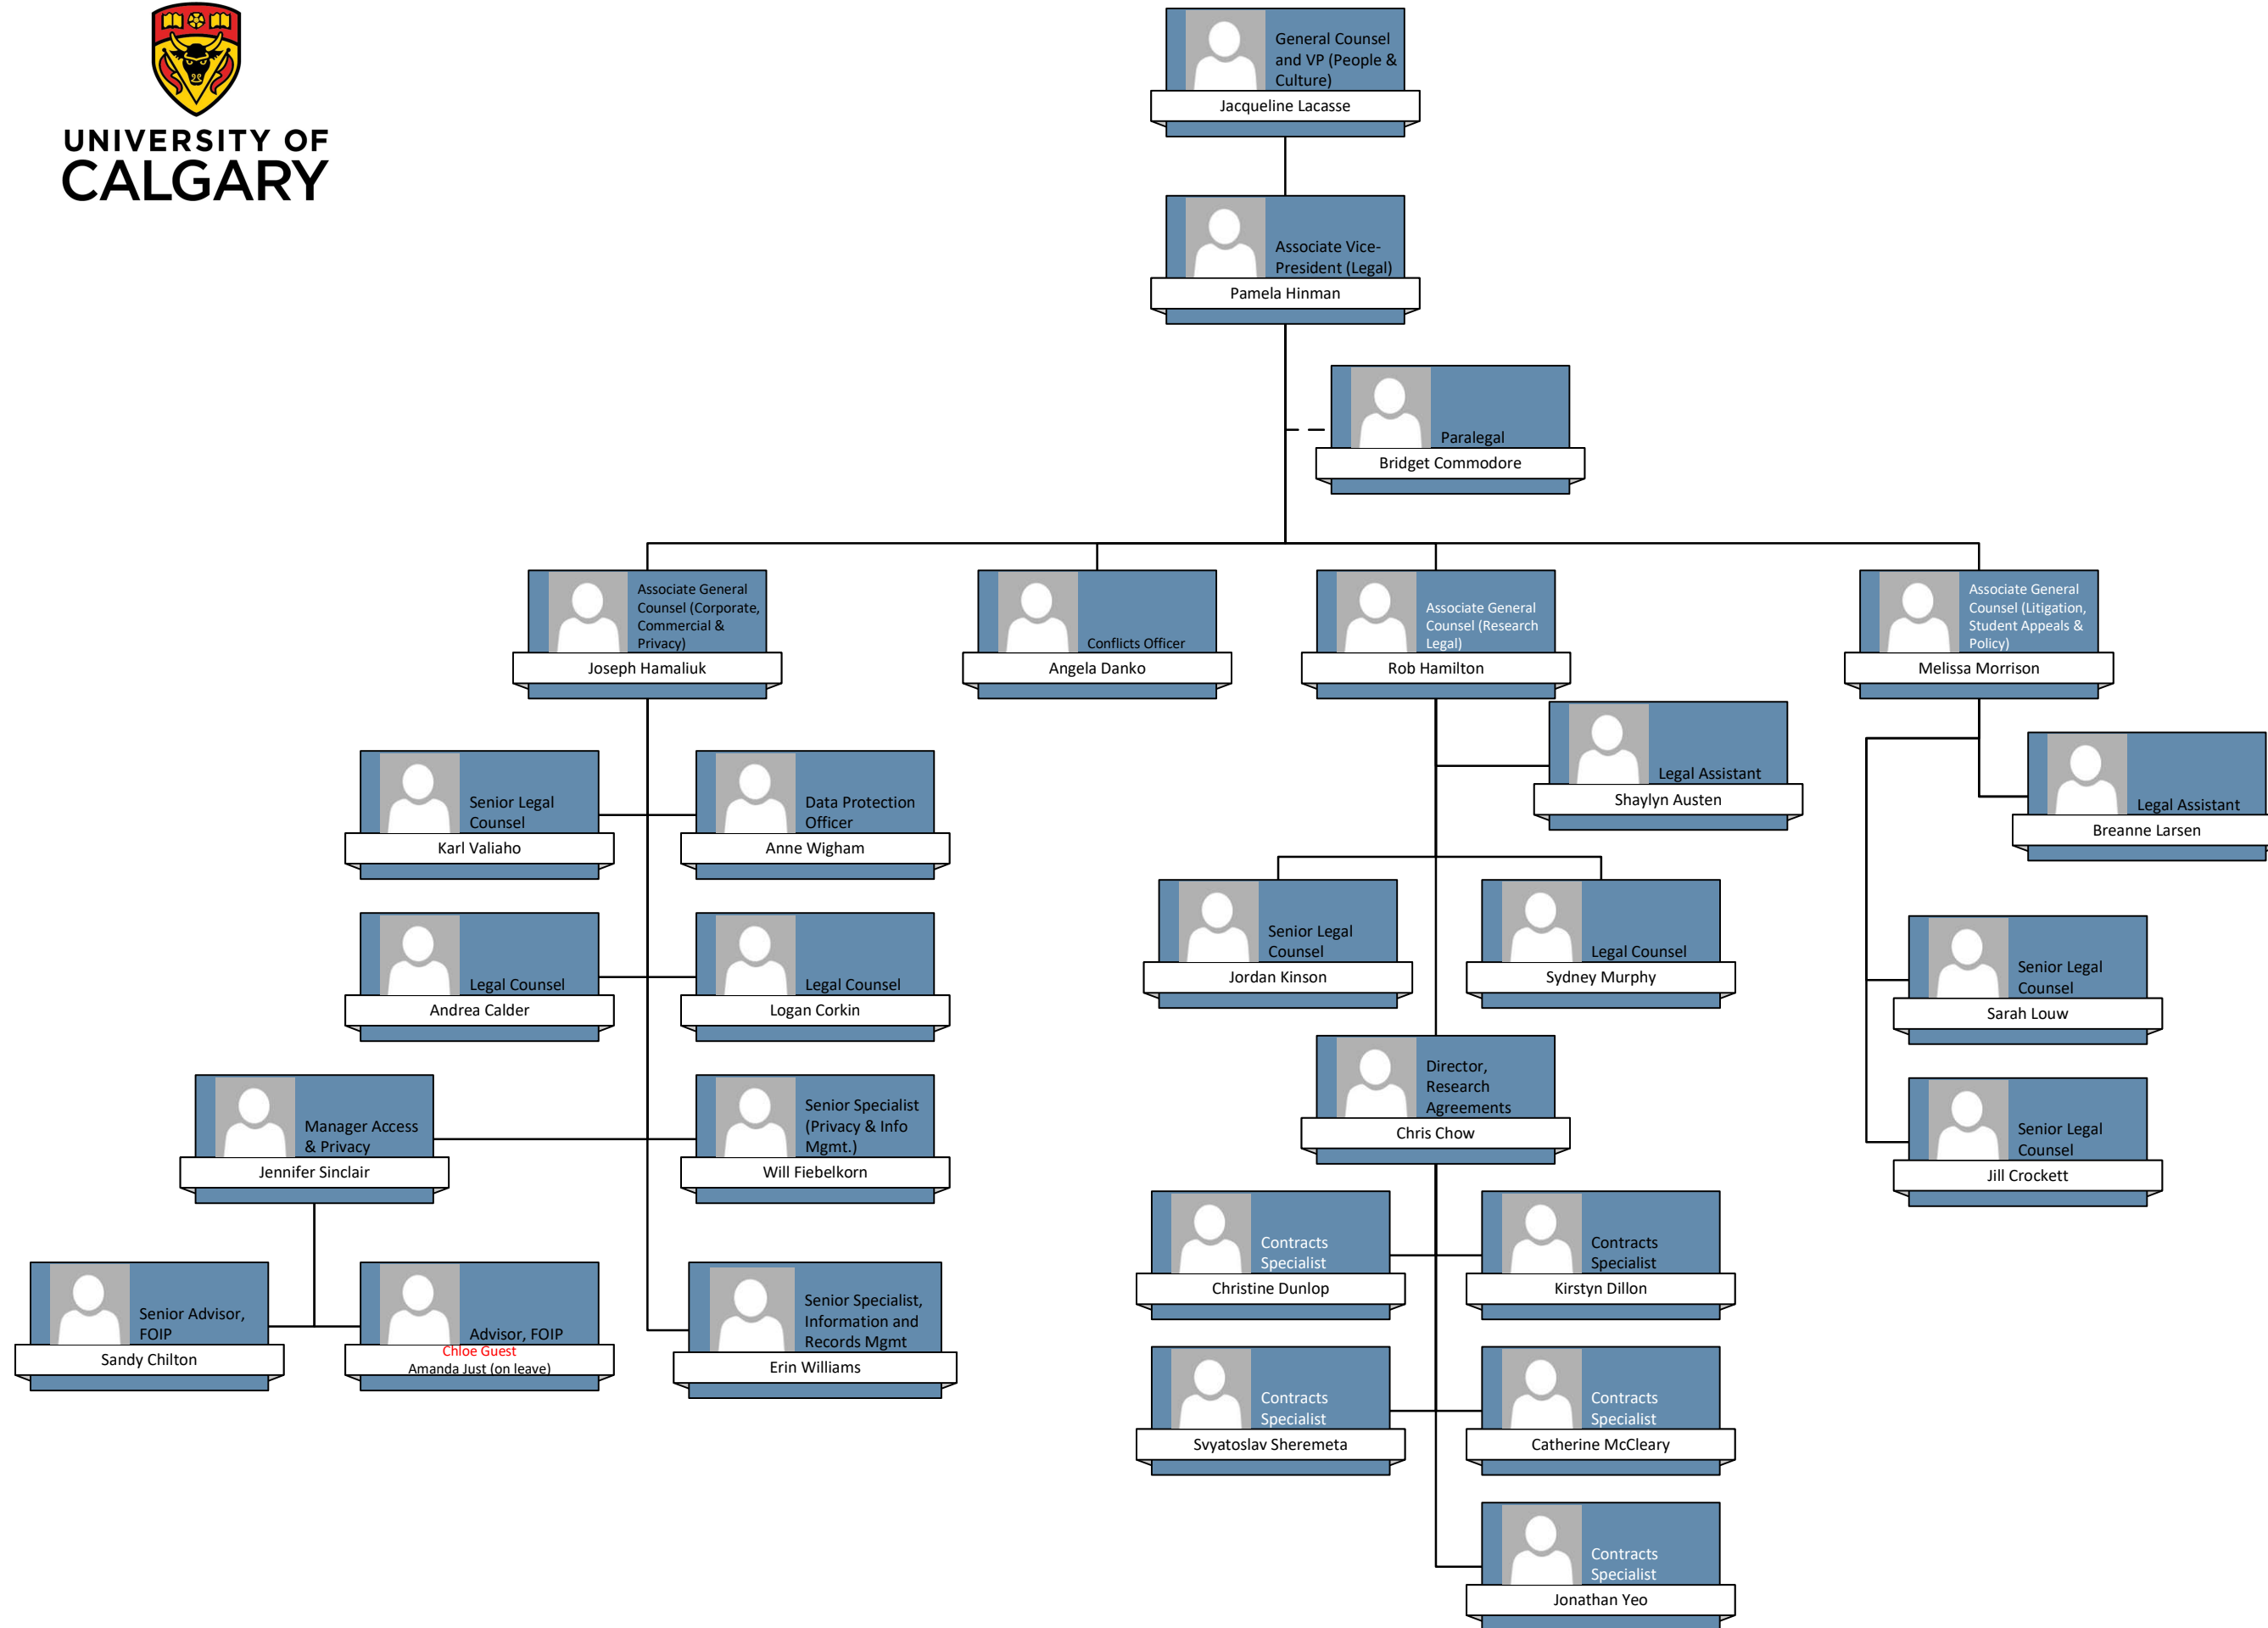 UNIVERSITY OF
CALGARY
General Counsel
and VP (People &
Culture)
Jacqueline Lacasse
Associate Vice-
President (Legal)
Pamela Hinman
Paralegal
Bridget Commodore
Associate General
Counsel (Corporate,
Commercial &
Privacy)
Joseph Hamaliuk
Conflicts Officer
Angela Danko
Associate General
Counsel (Research
Legal)
Rob Hamilton
Associate General
Counsel (Litigation,
Student Appeals &
Policy)
Melissa Morrison
Senior Legal
Counsel
Karl Valiaho
Data Protection
Officer
Anne Wigham
Legal Assistant
Shaylyn Austen
Legal Assistant
Breanne Larsen
Legal Counsel
Andrea Calder
Legal Counsel
Logan Corkin
Senior Legal
Counsel
Jordan Kinson
Legal Counsel
Sydney Murphy
Senior Legal
Counsel
Sarah Louw
Manager Access
& Privacy
Jennifer Sinclair
Senior Specialist
(Privacy & Info
Mgmt.)
Will Fiebelkorn
Director,
Research
Agreements
Chris Chow
Senior Legal
Counsel
Jill Crockett
Senior Advisor,
FOIP
Sandy Chilton
Advisor, FOIP
Chloe Guest
Amanda Just (on leave)
Senior Specialist,
Information and
Records Mgmt
Erin Williams
Contracts
Specialist
Christine Dunlop
Contracts
Specialist
Kirstyn Dillon
Contracts
Specialist
Svyatoslav Sheremeta
Contracts
Specialist
Catherine McCleary
Contracts
Specialist
Jonathan Yeo